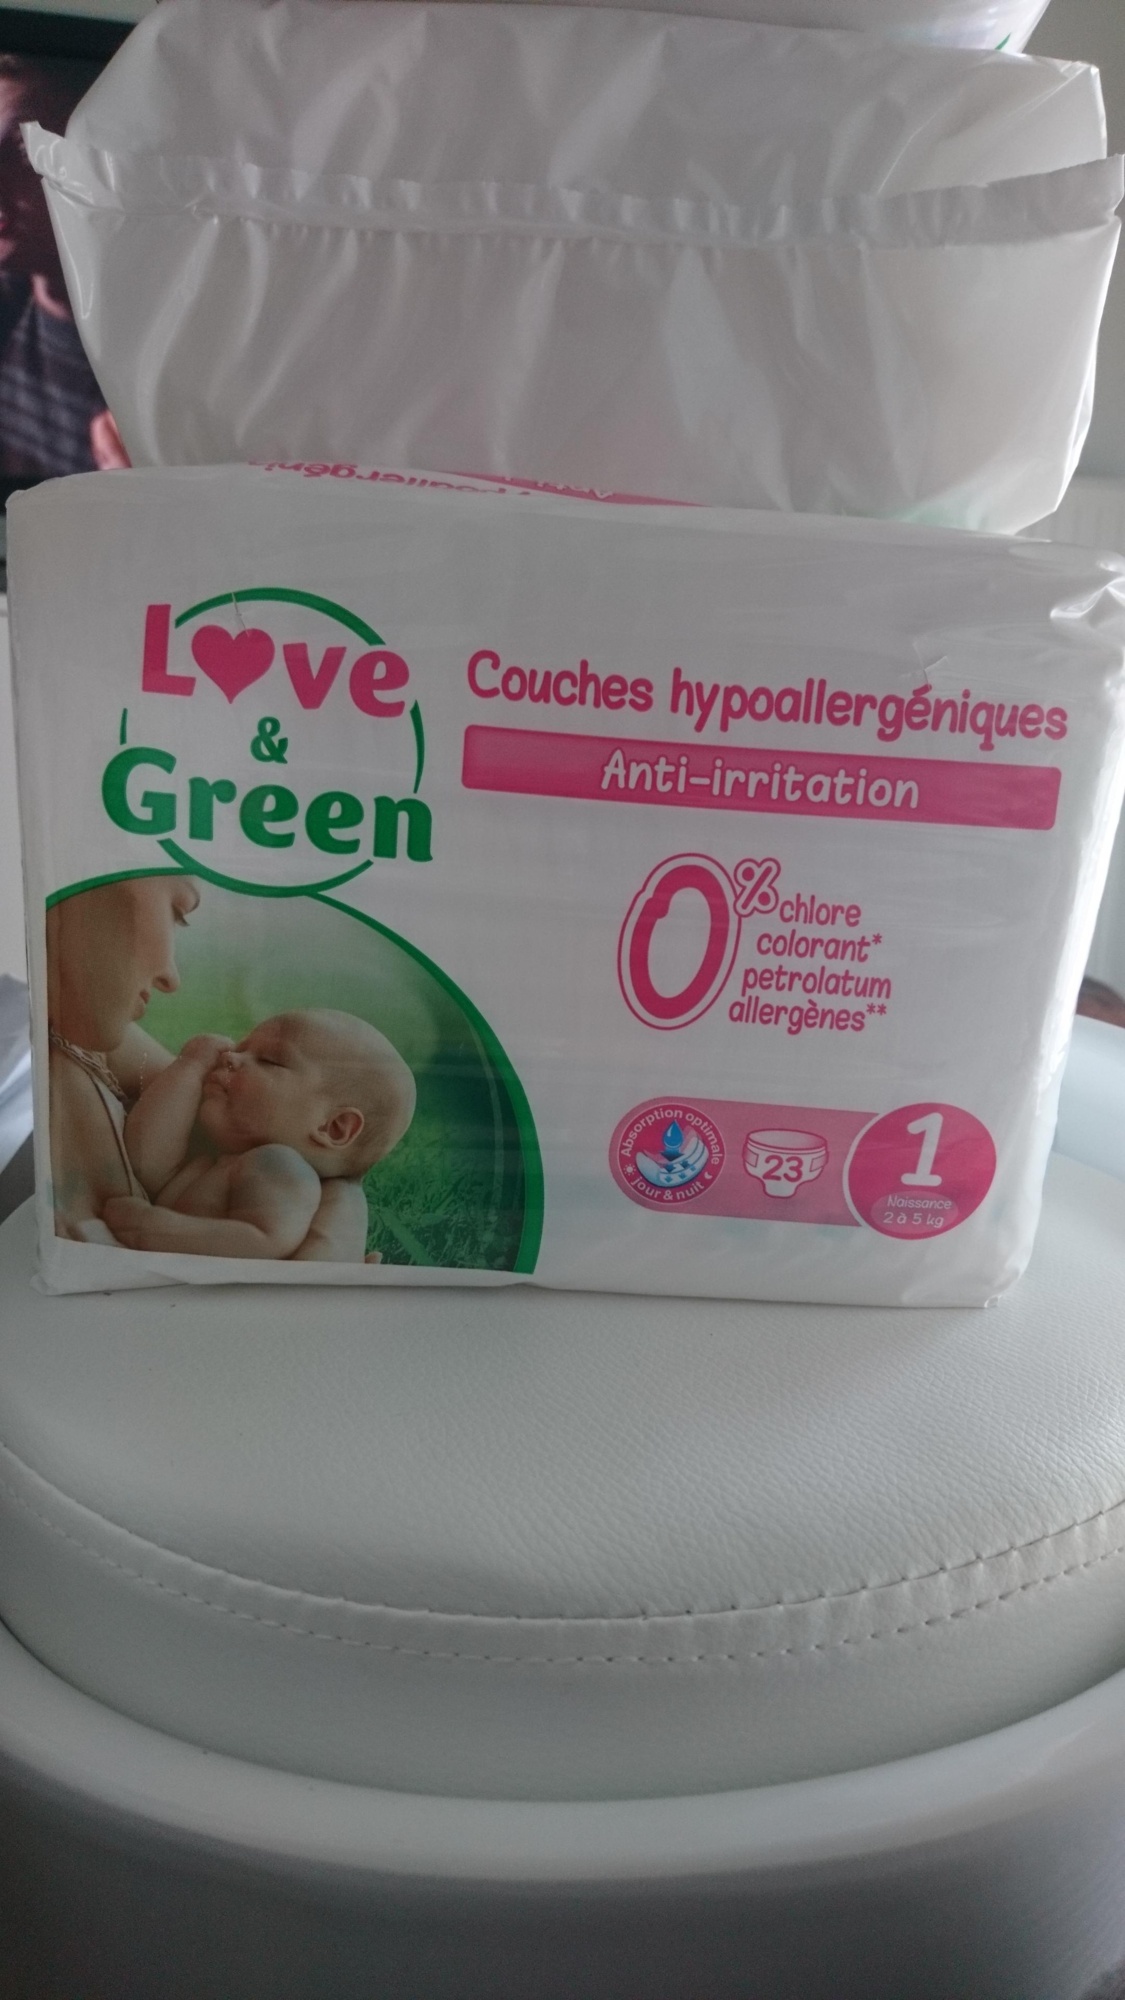 Love
&
Green
Couches hypoallergéniques
Anti-irritation
0%
chlore
colorant*
petrolatum
allergènes**
Absorption optimale
jour & nuit
23
1
Naissance
2 à 5 kg